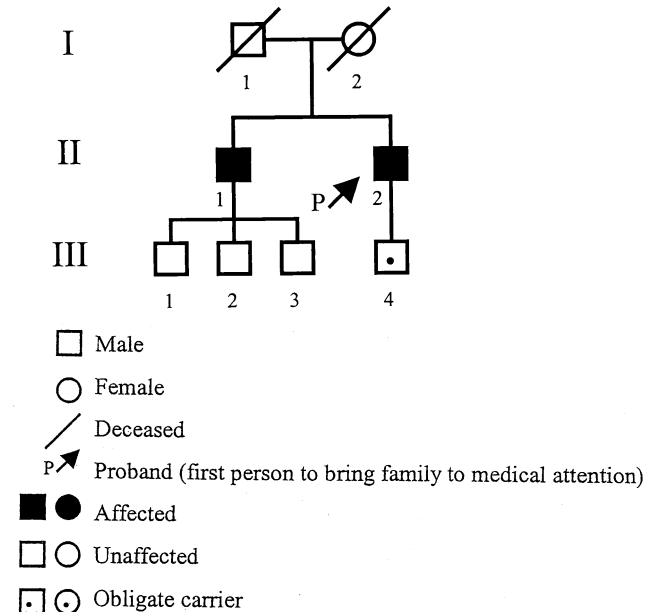 I
1 2
II
1 P 2
III
1 2 3 4
Male
Female
Deceased
P Proband (first person to bring family to medical attention)
Affected
Unaffected
Obligate carrier